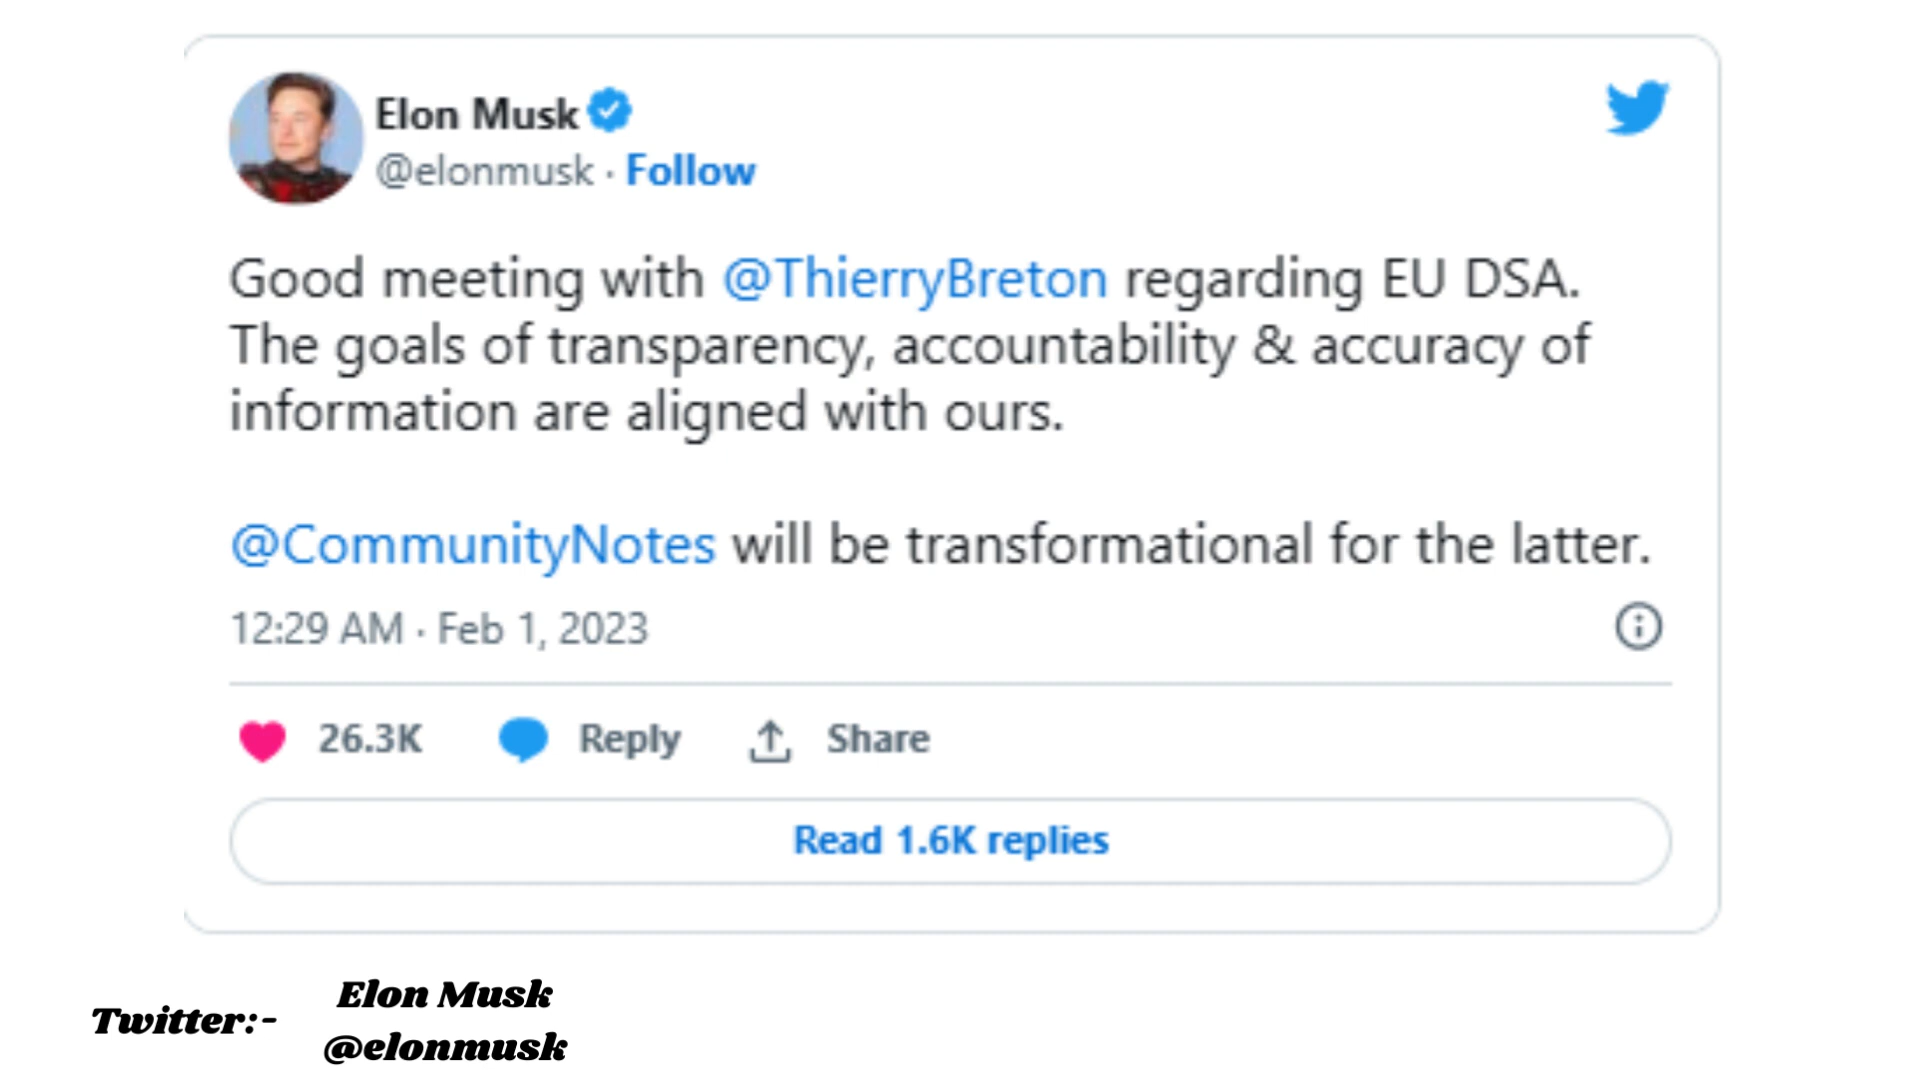 Elon Musk
@elonmusk · Follow
Good meeting with @ThierryBreton regarding EU DSA.
The goals of transparency, accountability & accuracy of
information are aligned with ours.
@CommunityNotes will be transformational for the latter.
12:29 AM · Feb 1, 2023
26.3K Reply Share
Read 1.6K replies
Twitter:-
Elon Musk
@elonmusk